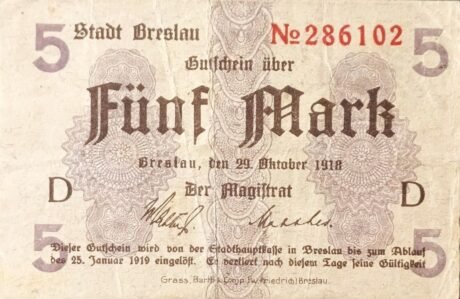 5 Stadt Breslau №286102 5
Gutschein über
Fünf Mark
Breslau, den 29. Oktober 1918
D Der Magistrat D
5 5
Dieser Gutschein wird von der Stadthauptkasse in Breslau bis zum Ablauf
des 25. Januar 1919 eingelöst. Er verliert nach diesem Tage seine Gültigkeit
Grass, Barth & Comp. (W. Friedrich) Breslau.